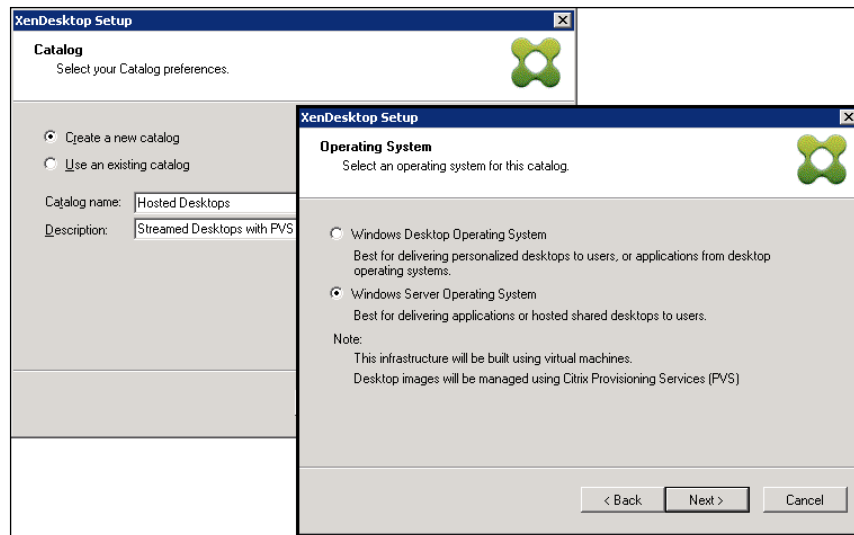 XenDesktop Setup
Catalog
Select your Catalog preferences.
Create a new catalog
Use an existing catalog
Catalog name: Hosted Desktops
Description: Streamed Desktops with PVS
XenDesktop Setup
Operating System
Select an operating system for this catalog.
Windows Desktop Operating System
Best for delivering personalized desktops to users, or applications from desktop
operating systems.
Windows Server Operating System
Best for delivering applications or hosted shared desktops to users.
Note:
This infrastructure will be built using virtual machines.
Desktop images will be managed using Citrix Provisioning Services (PVS)
< Back Next > Cancel